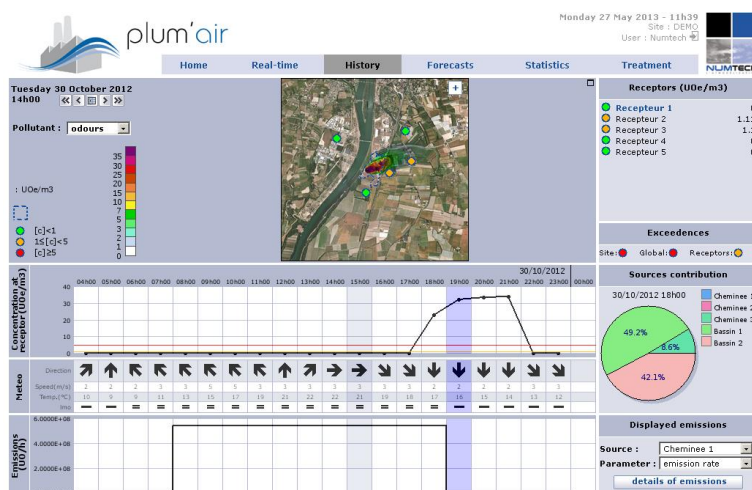 plum'air
Monday 27 May 2013 - 11h39
Site : DEMO
User : Numtech
NUMTECH
Home Real-time History Forecasts Statistics Treatment
Tuesday 30 October 2012
14h00
Pollutant : odours
35
30
25
20
15
10
7
5
3
2
1
0
: UOe/m3
[c]<1
1≤[c]<5
[c]≥5
Receptors (UOe/m3)
Recepteur 1
Recepteur 2
Recepteur 3
Recepteur 4
Recepteur 5
Exceedences
Site: Global: Receptors:
Sources contribution
30/10/2012 18h00
49.2%
8.6%
42.1%
Cheminee 1
Cheminee 2
Cheminee 3
Bassin 1
Bassin 2
Concentration at
receptor (UOe/m3)
30/10/2012
04h00 05h00 06h00 07h00 08h00 09h00 10h00 11h00 12h00 13h00 14h00 15h00 16h00 17h00 18h00 19h00 20h00 21h00 22h00 23h00 00h00
40
30
20
10
0
Meteo
Direction
Speed(m/s) 2 2 2 3 3 5 5 3 3 3 3 3 3 3 2 2 2 2 3 3
Temp.(°C) 10 9 9 11 13 15 17 19 21 22 22 21 19 18 17 16 15 14 13 12
Emissions
(UO/h)
6.0000E+08
4.0000E+08
2.0000E+08
Displayed emissions
Source : Cheminee 1
Parameter : emission rate
details of emissions